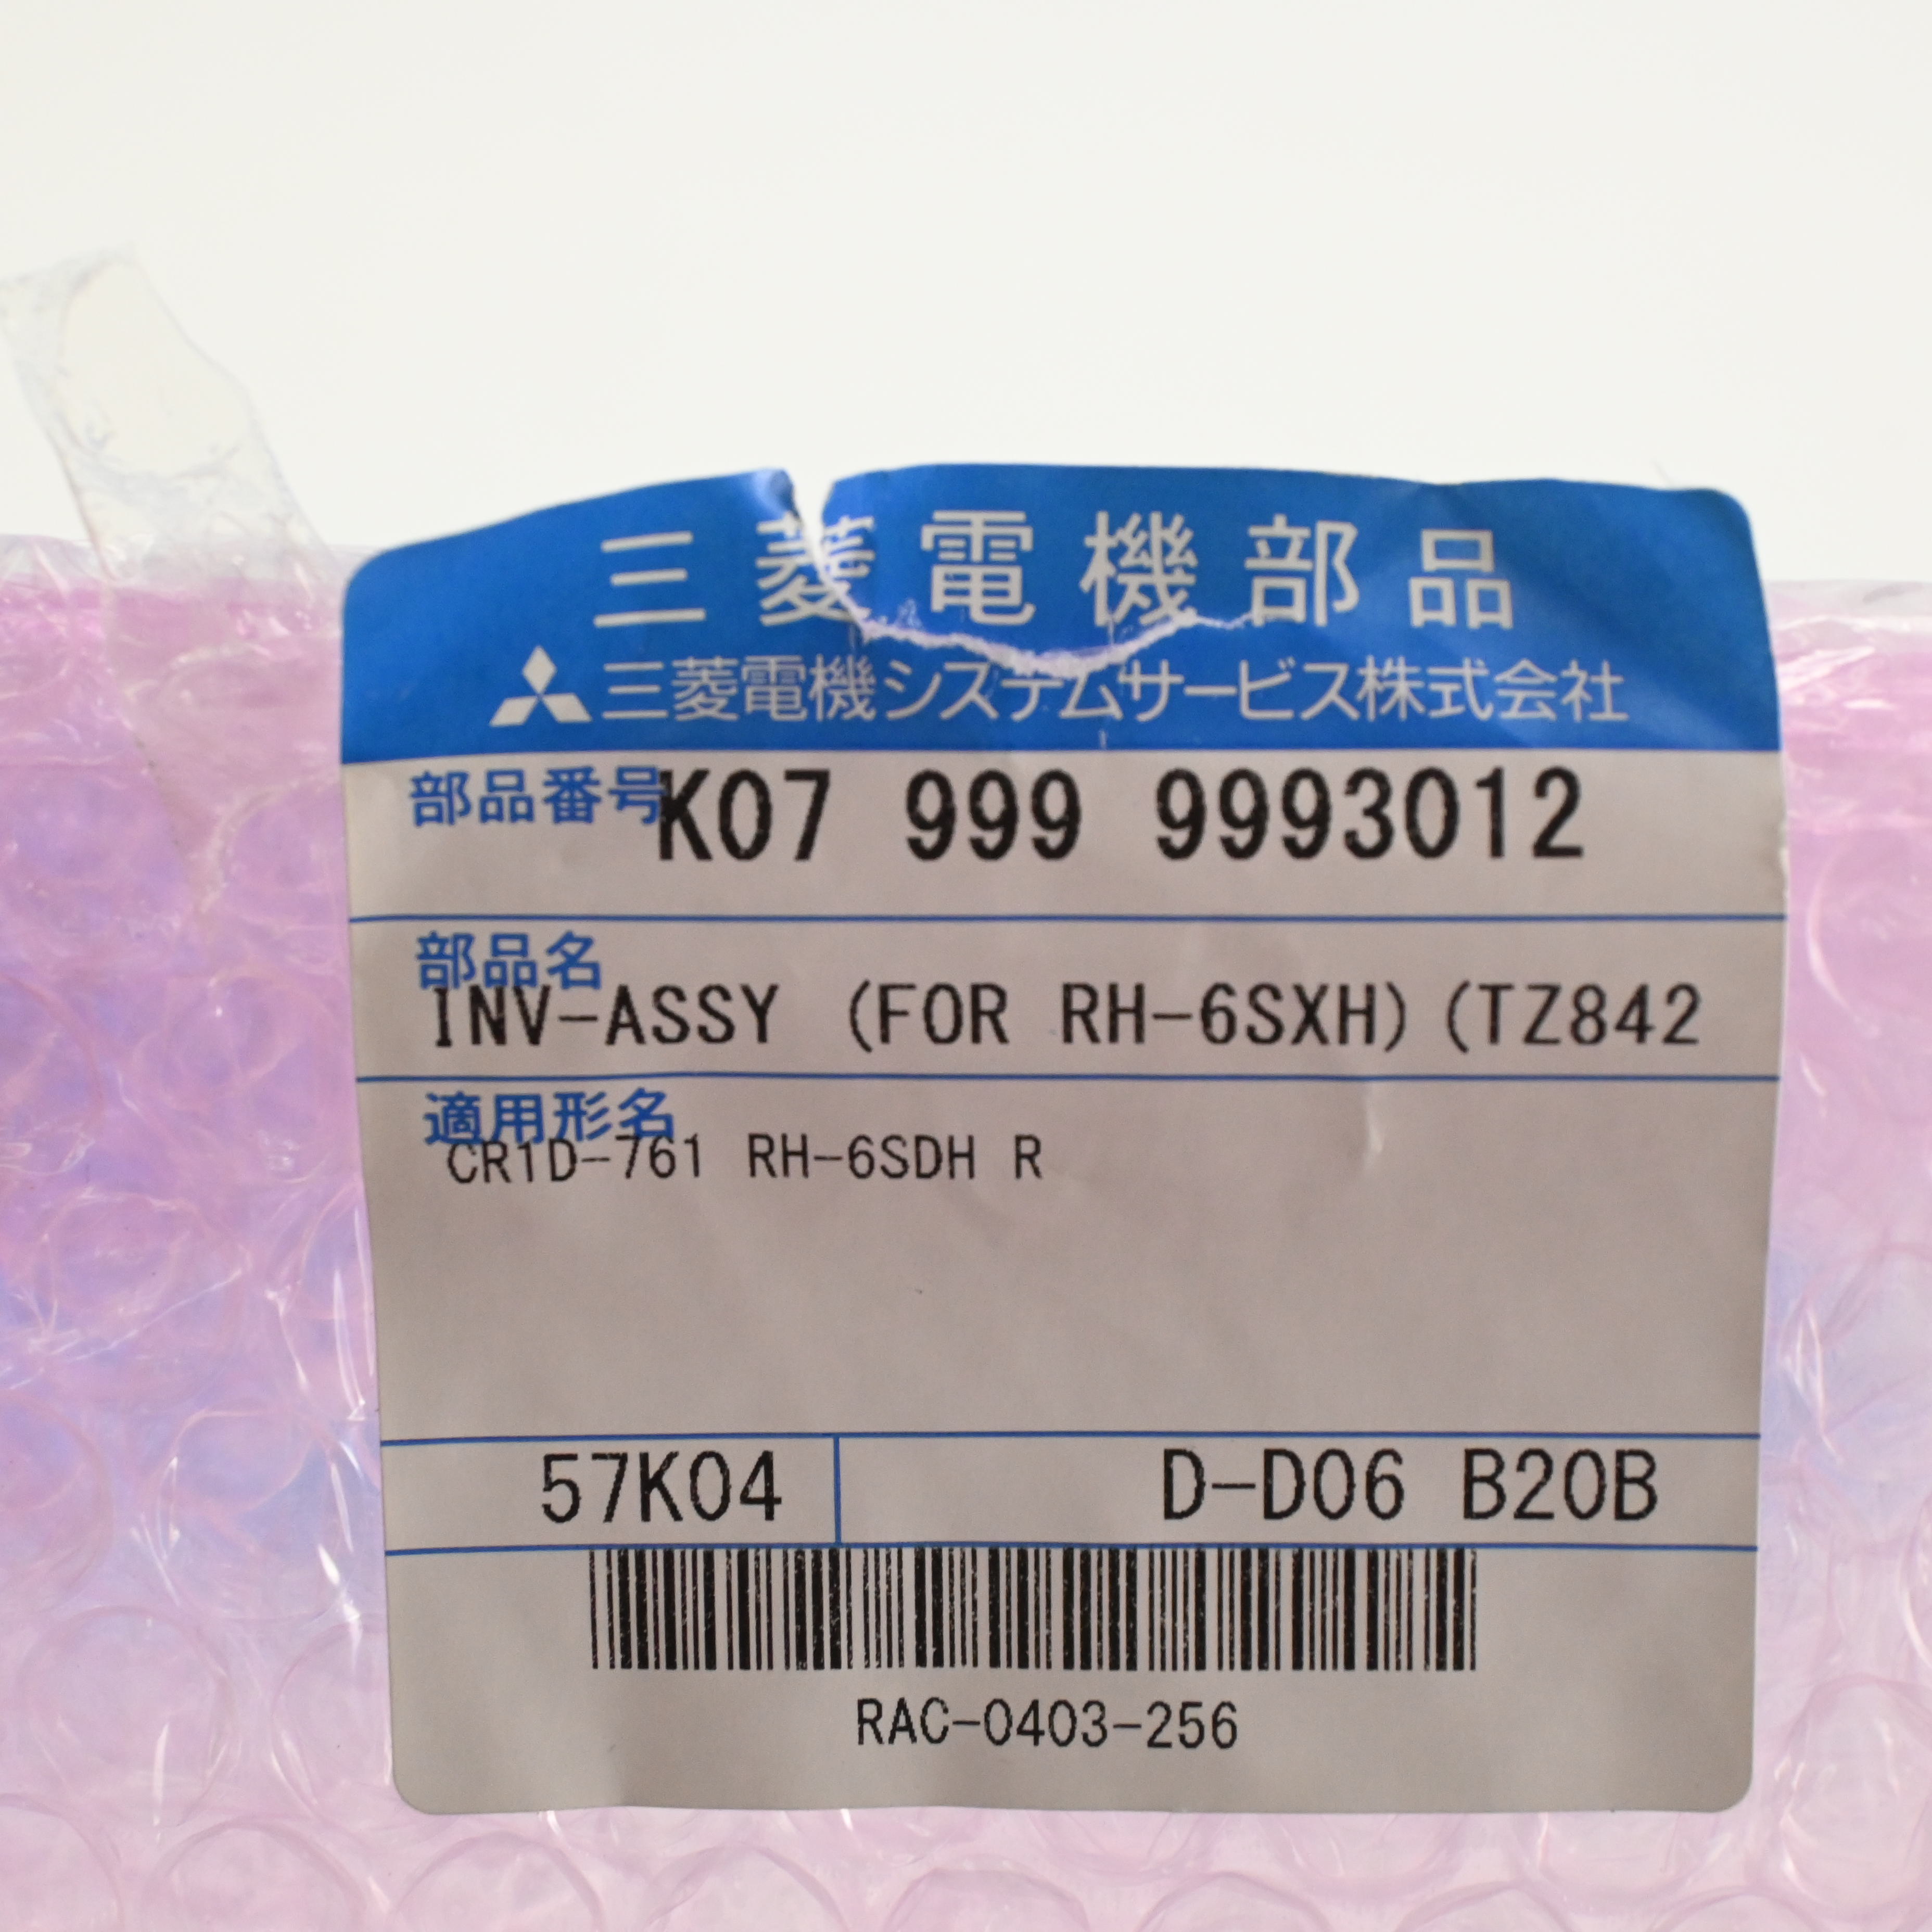 三菱電機部品
三菱電機システムサービス株式会社
部品番号 K07 999 9993012
部品名
INV-ASSY (FOR RH-6SXH) (TZ842
適用形名
CR1D-761 RH-6SDH R
57K04 D-D06 B20B
RAC-0403-256